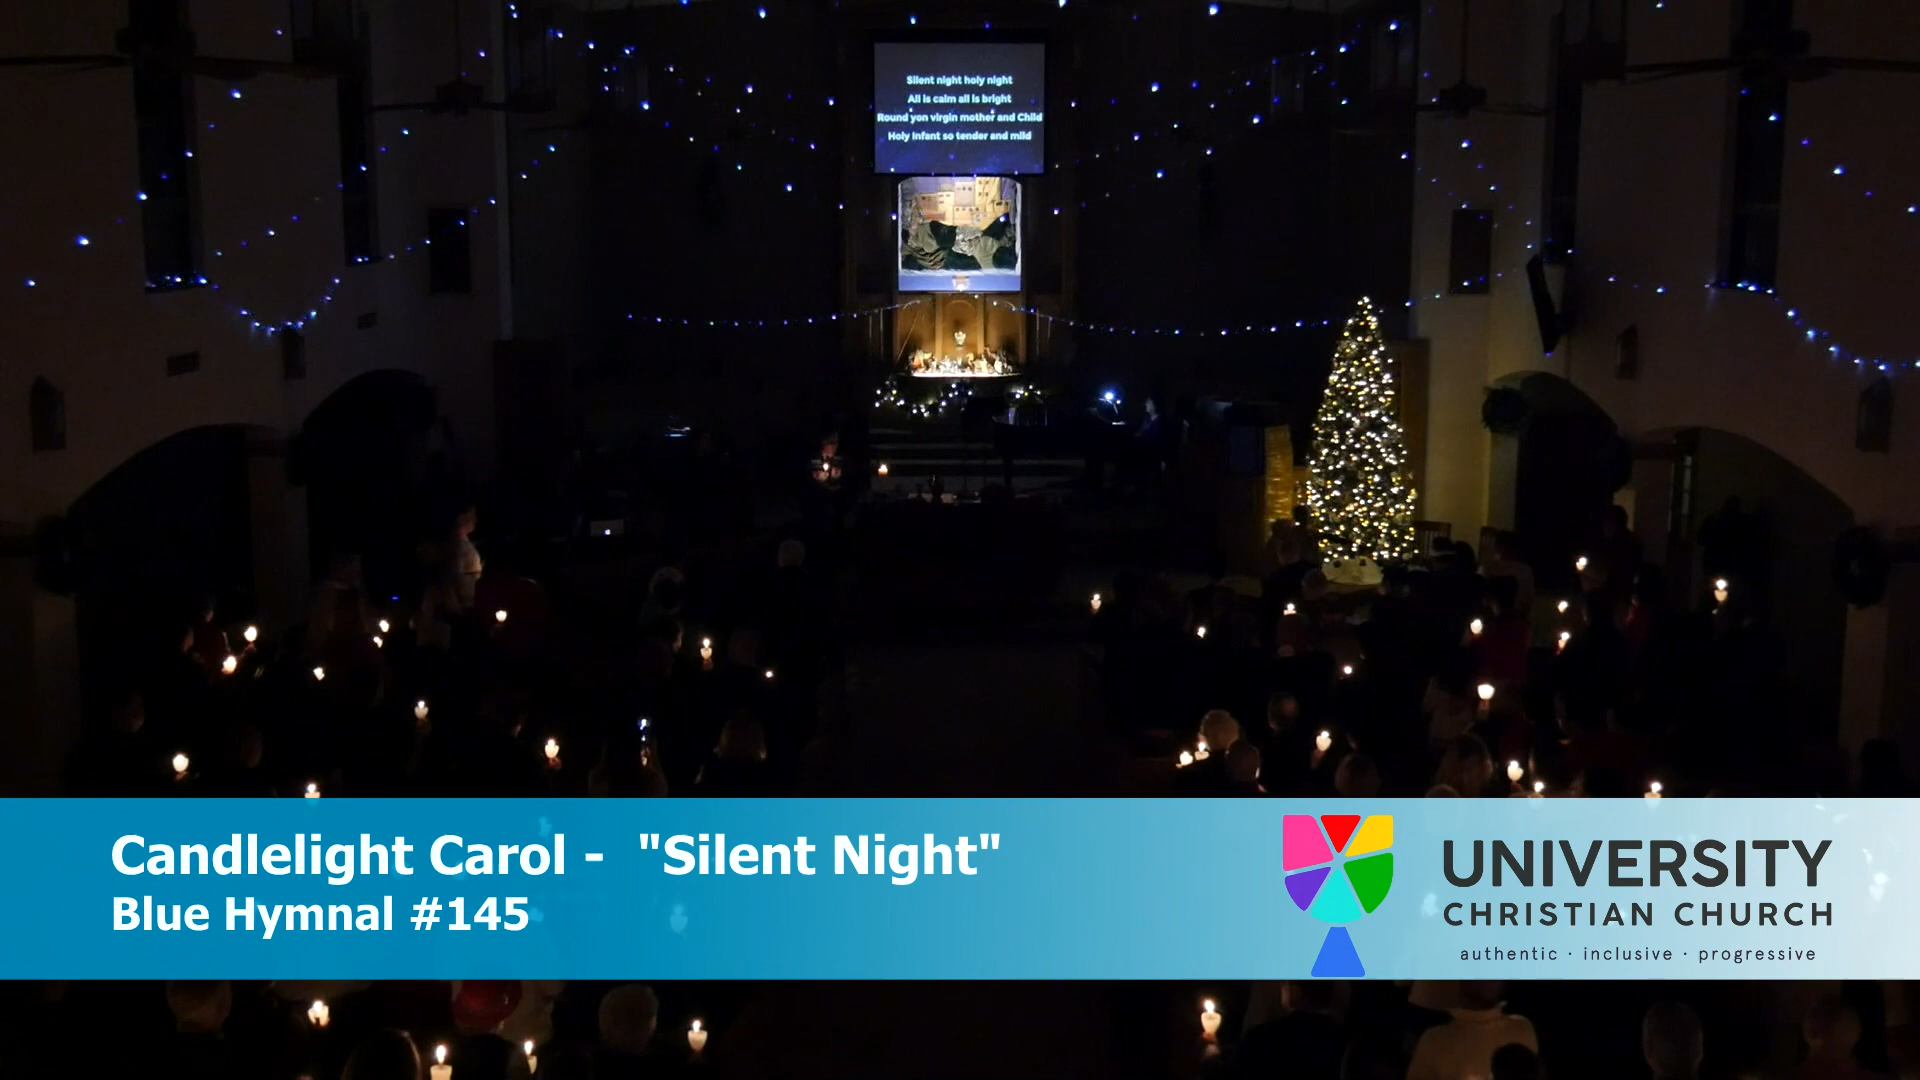 Silent night holy night
All is calm all is bright
Round yon virgin mother and Child
Holy Infant so tender and mild
Candlelight Carol - "Silent Night"
Blue Hymnal #145
UNIVERSITY
CHRISTIAN CHURCH
authentic · inclusive · progressive